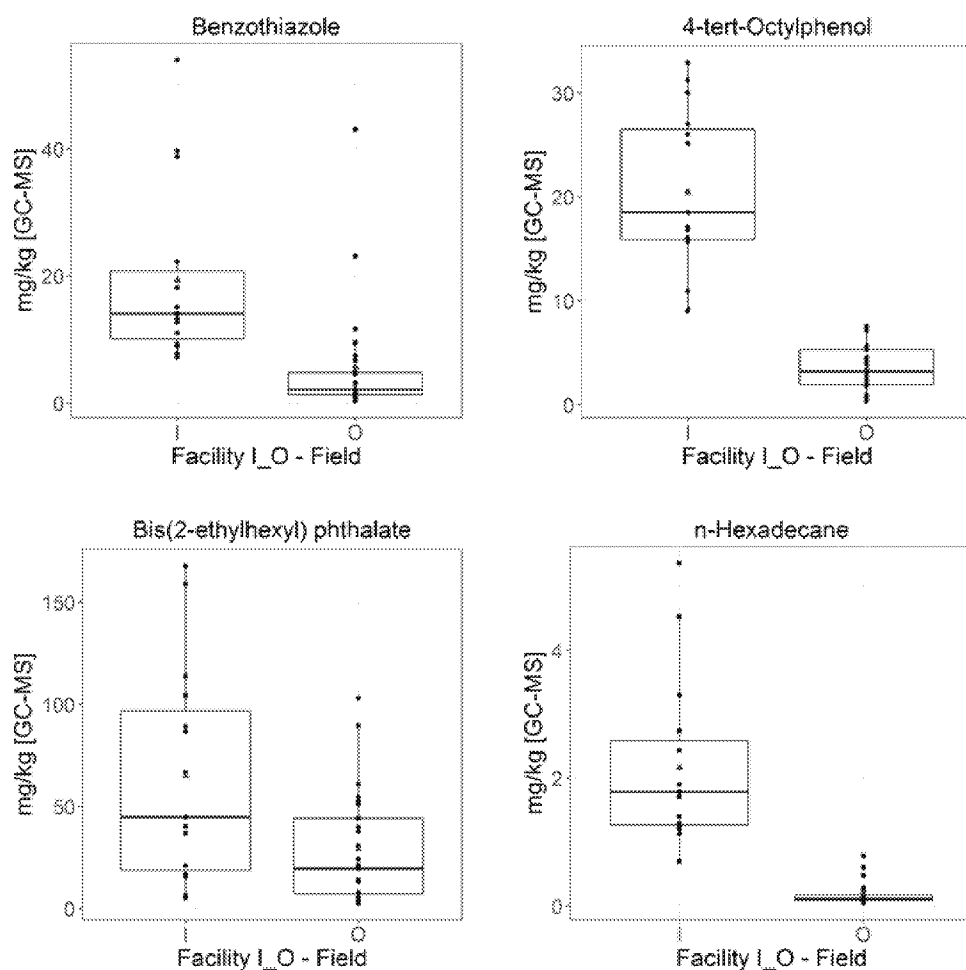 Benzothiazole
mg/kg [GC-MS]
40
20
0
I
O
Facility I_O - Field
4-tert-Octylphenol
mg/kg [GC-MS]
30
20
10
0
I
O
Facility I_O - Field
Bis(2-ethylhexyl) phthalate
mg/kg [GC-MS]
150
100
50
0
I
O
Facility I_O - Field
n-Hexadecane
mg/kg [GC-MS]
4
2
0
I
O
Facility I_O - Field